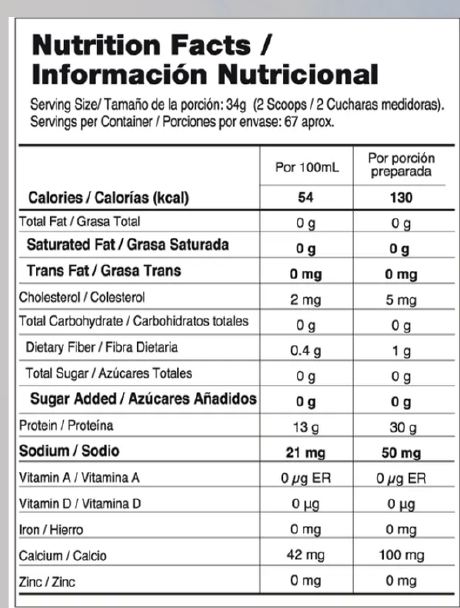 Nutrition Facts /
Información Nutricional
Serving Size/ Tamaño de la porción: 34g (2 Scoops / 2 Cucharas medidoras).
Servings per Container / Porciones por envase: 67 aprox.
Por 100mL Por porción preparada
Calories / Calorías (kcal) 54 130
Total Fat / Grasa Total 0 g 0 g
Saturated Fat / Grasa Saturada 0 g 0 g
Trans Fat / Grasa Trans 0 mg 0 mg
Cholesterol / Colesterol 2 mg 5 mg
Total Carbohydrate / Carbohidratos totales 0 g 0 g
Dietary Fiber / Fibra Dietaria 0.4 g 1 g
Total Sugar / Azúcares Totales 0 g 0 g
Sugar Added / Azúcares Añadidos 0 g 0 g
Protein / Proteína 13 g 30 g
Sodium / Sodio 21 mg 50 mg
Vitamin A / Vitamina A 0 µg ER 0 µg ER
Vitamin D / Vitamina D 0 µg 0 µg
Iron / Hierro 0 mg 0 mg
Calcium / Calcio 42 mg 100 mg
Zinc / Zinc 0 mg 0 mg